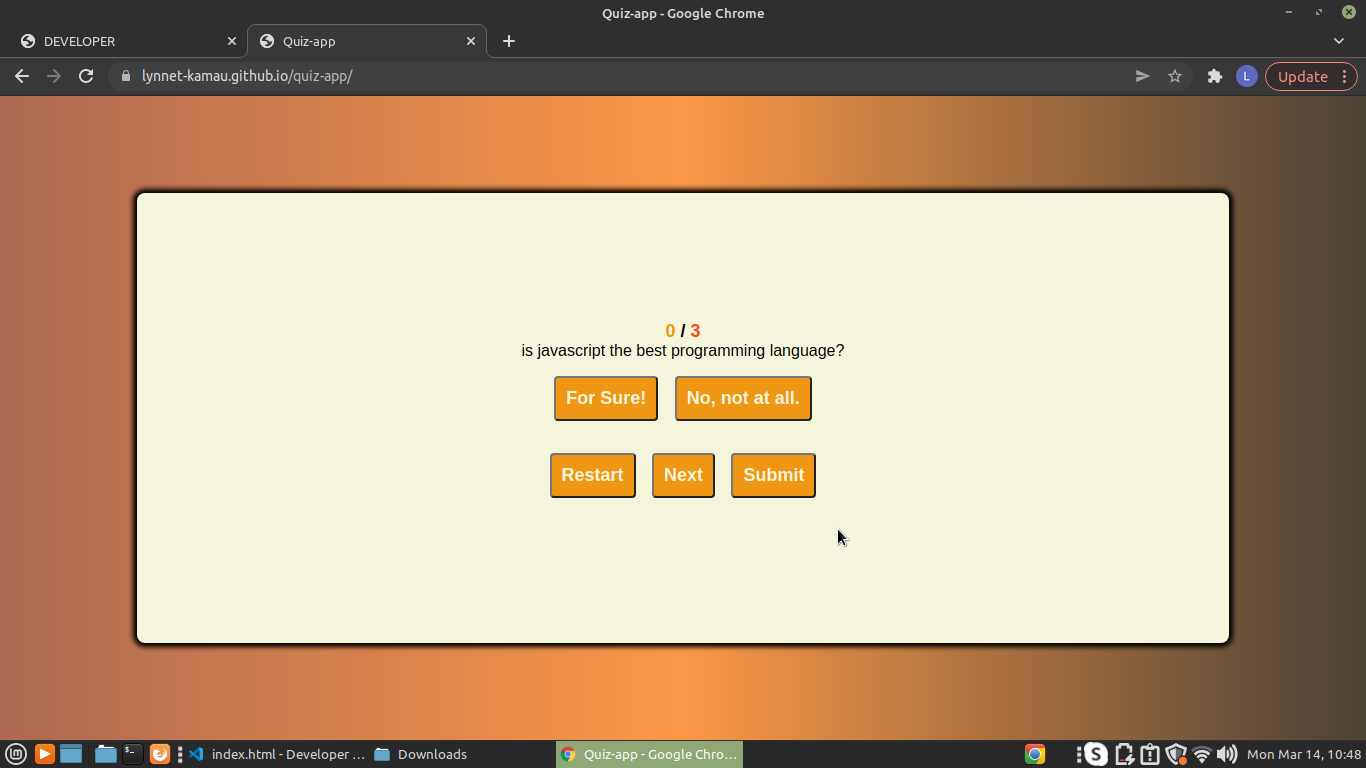 Quiz-app - Google Chrome
DEVELOPER
Quiz-app
lynnet-kamau.github.io/quiz-app/
L
Update
0 / 3
is javascript the best programming language?
For Sure! No, not at all.
Restart Next Submit
index.html - Developer ... Downloads Quiz-app - Google Chro... Mon Mar 14, 10:48